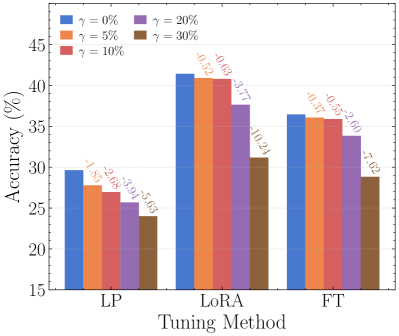 γ = 0%
γ = 5%
γ = 10%
γ = 20%
γ = 30%
Accuracy (%)
45
40
35
30
25
20
15
-1.85
-2.68
-3.94
-5.63
-0.52
-0.63
-3.77
-10.24
-0.37
-0.55
-2.60
-7.62
LP
LoRA
FT
Tuning Method